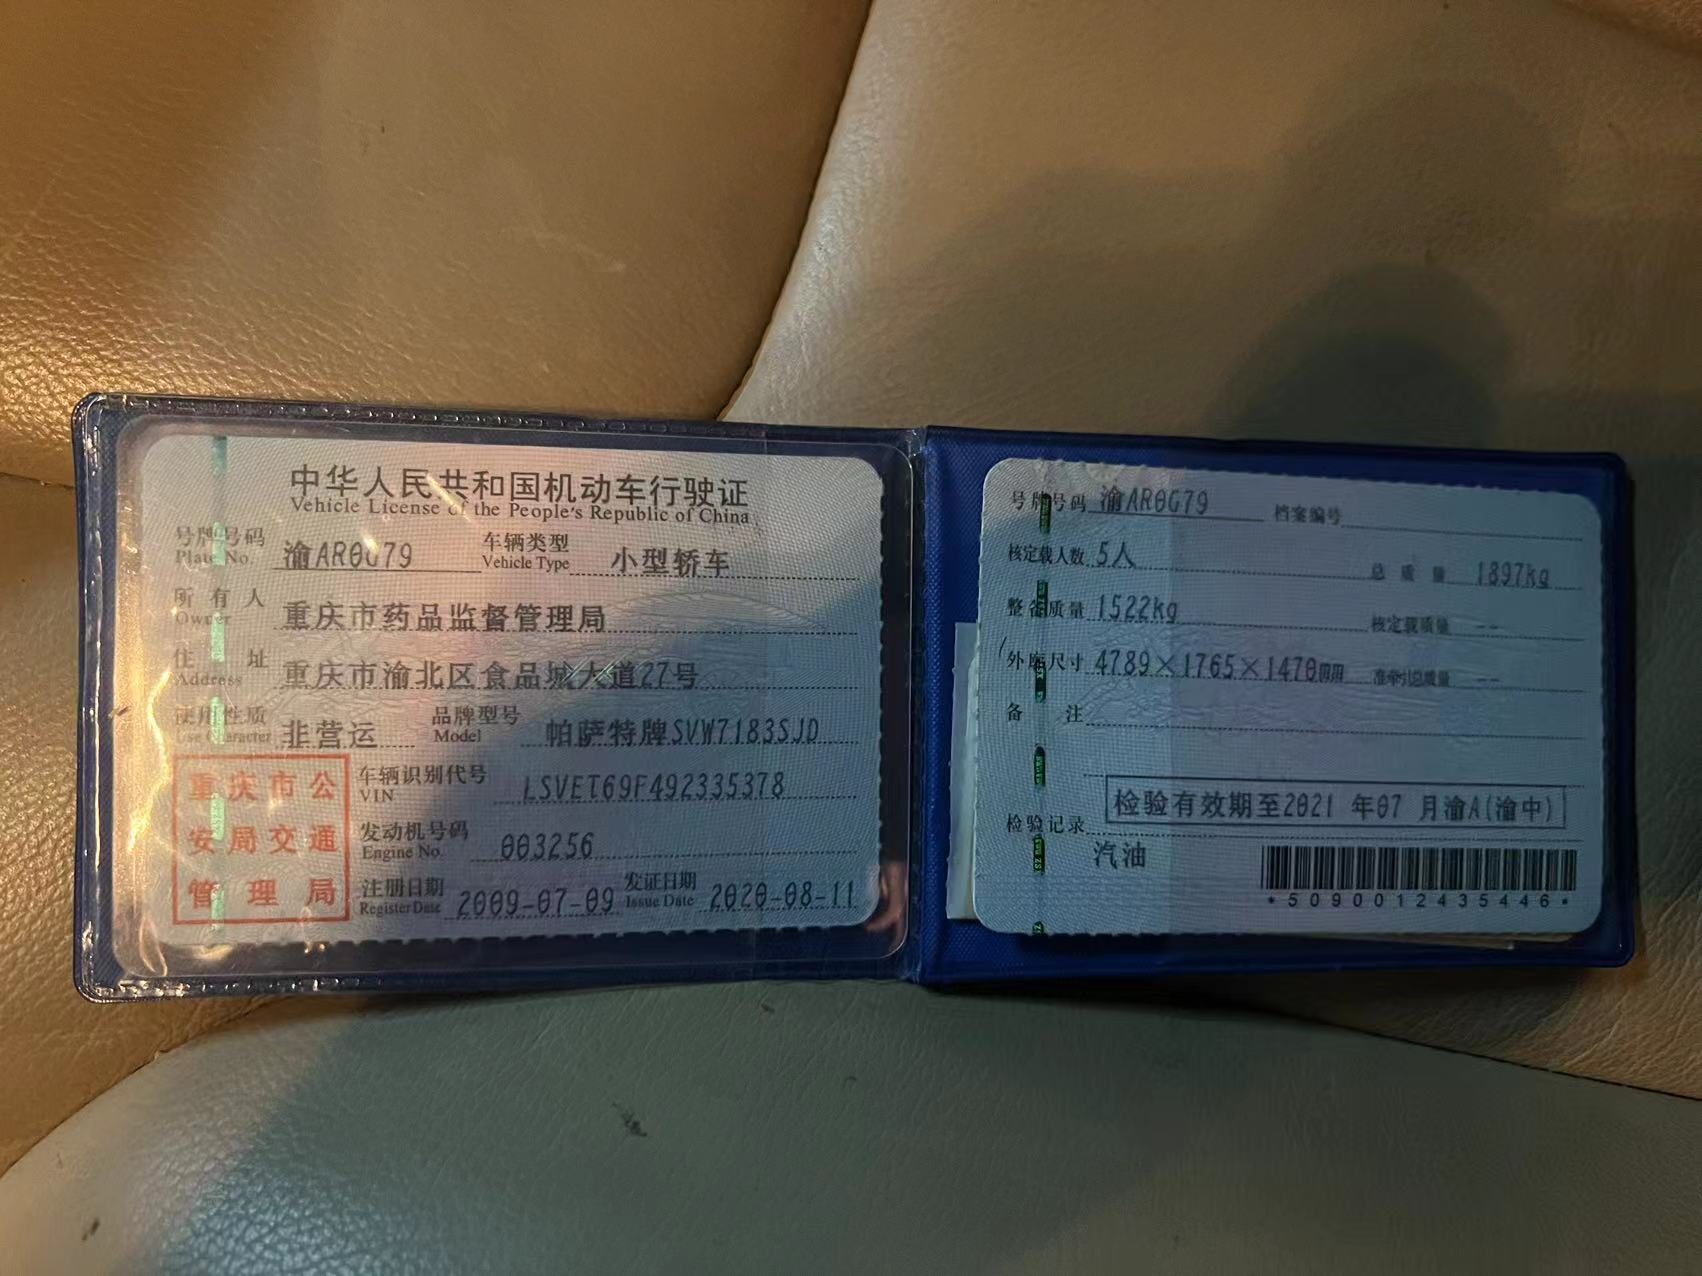 中华人民共和国机动车行驶证
Vehicle License of the People's Republic of China
号牌号码 渝AR0G79 车辆类型 小型轿车
Plate No. Vehicle Type
所有人 重庆市药品监督管理局
Owner
住址 重庆市渝北区食品城大道27号
Address
使用性质 非营运 品牌型号 帕萨特牌SVW7183SJD
Use Character Model
重庆市公安局交通管理局
车辆识别代号 LSVET69F492335378
VIN
发动机号码 003256
Engine No.
注册日期 2009-07-09 发证日期 2020-08-11
Register Date Issue Date
号牌号码 渝AR0G79 档案编号
核定载人数 5人 总质量 1897kg
整备质量 1522kg 核定载质量 --
外廓尺寸 4789×1765×1470mm 准牵引总质量 --
备注
检验有效期至2021年07月渝A(渝中)
检验记录
汽油
*5090012435446*